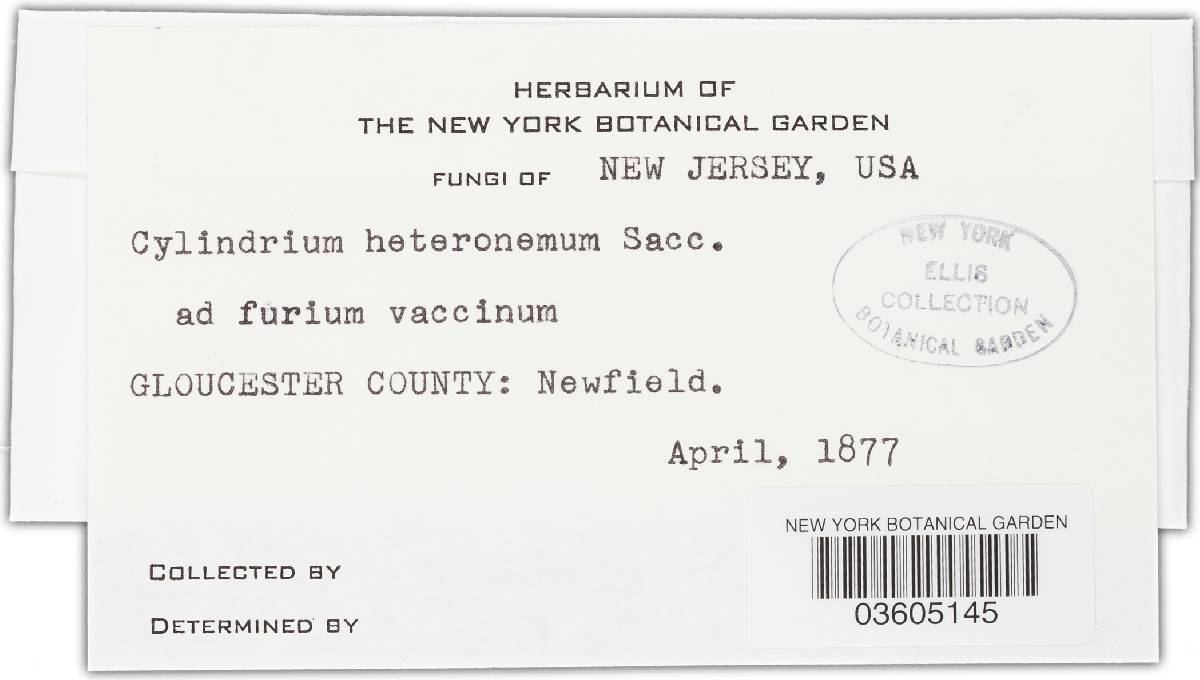 HERBARIUM OF
THE NEW YORK BOTANICAL GARDEN
FUNGI OF NEW JERSEY, USA
Cylindrium heteronemum Sacc.
ad furium vaccinum
GLOUCESTER COUNTY: Newfield.
April, 1877
NEW YORK
ELLIS
COLLECTION
BOTANICAL GARDEN
NEW YORK BOTANICAL GARDEN
03605145
COLLECTED BY
DETERMINED BY